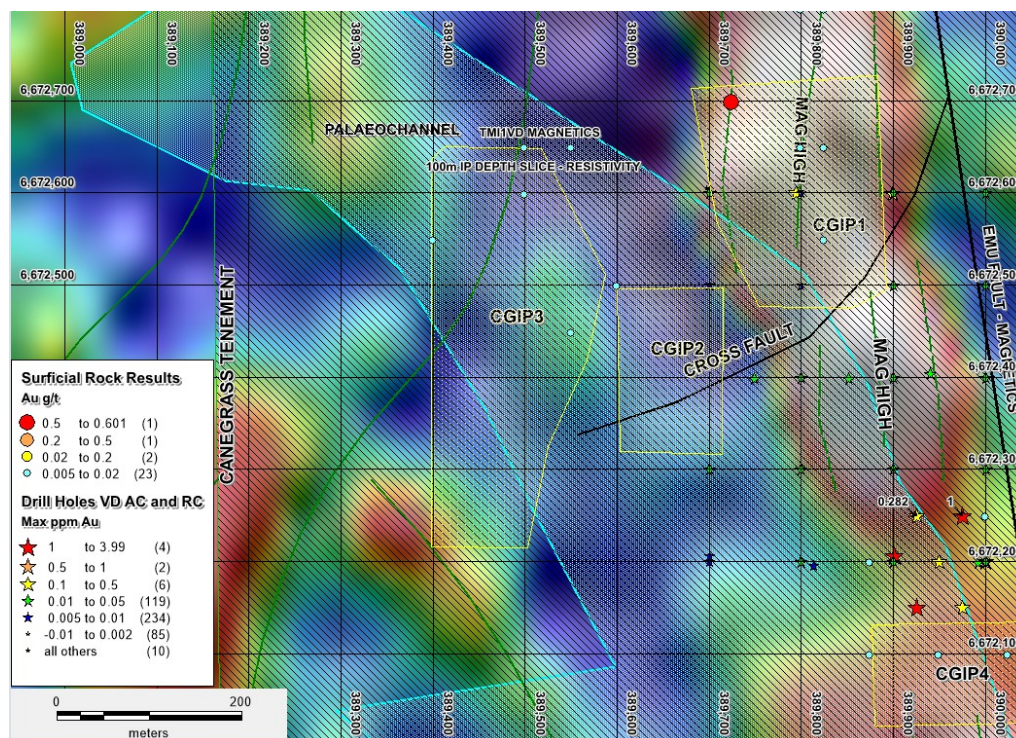 389,000
389,100
389,200
389,300
389,400
389,500
389,600
389,700
389,800
389,900
390,000
6,672,700
6,672,70
PALAEOCHANNEL
TMI1VD MAGNETICS
100m IP DEPTH SLICE - RESISTIVITY
MAG HIGH
6,672,600
6,672,60
CGIP1
EMU FAULT - MAGNETICS
6,672,500
6,672,50
CANEGRASS TENEMENT
CGIP3
CGIP2
CROSS FAULT
MAG HIGH
6,672,40
6,672,30
0.282
1
6,672,20
6,672,10
CGIP4
Surficial Rock Results
Au g/t
0.5 to 0.601 (1)
0.2 to 0.5 (1)
0.02 to 0.2 (2)
0.005 to 0.02 (23)
Drill Holes VD AC and RC
Max ppm Au
1 to 3.99 (4)
0.5 to 1 (2)
0.1 to 0.5 (6)
0.01 to 0.05 (119)
0.005 to 0.01 (234)
-0.01 to 0.002 (85)
all others (10)
0 200
meters
389,300
389,400
389,500
389,600
389,700
389,800
389,900
390,000